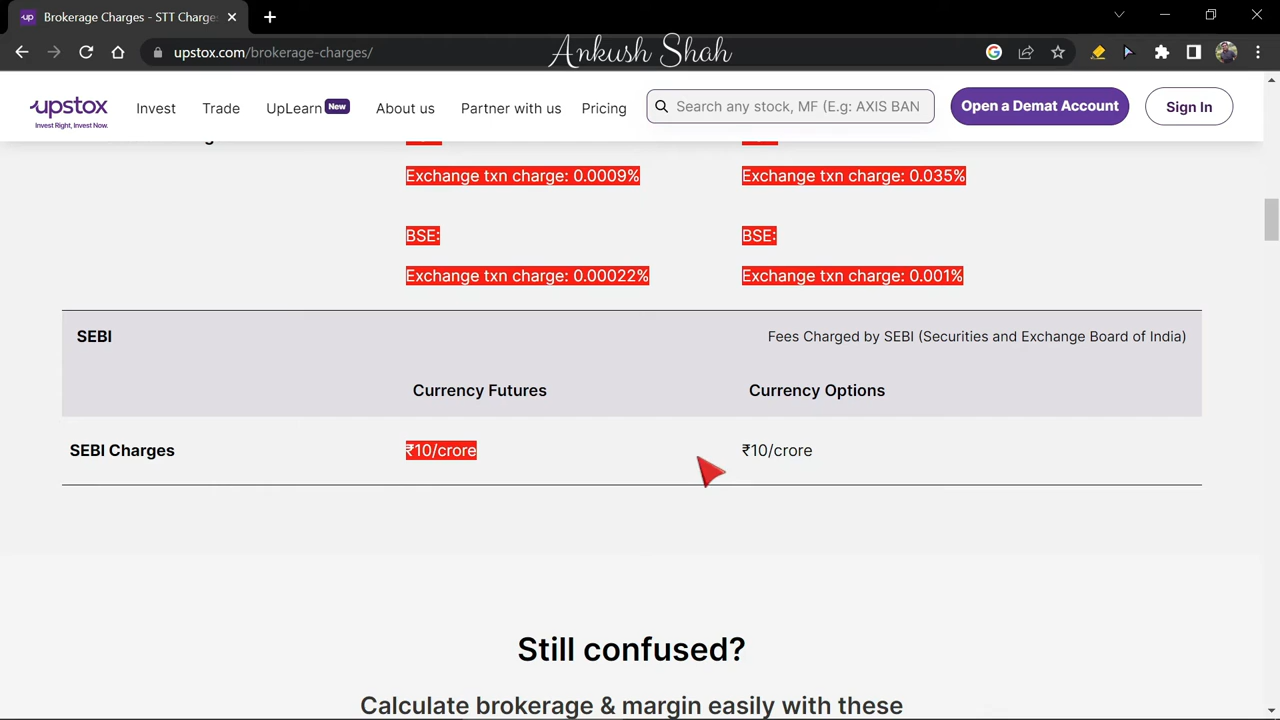 Brokerage Charges - STT Charge
upstox.com/brokerage-charges/
Ankush Shah
upstox
Invest Right, Invest Now.
Invest
Trade
UpLearn New
About us
Partner with us
Pricing
Search any stock, MF (E.g: AXIS BAN
Open a Demat Account
Sign In
Exchange txn charge: 0.0009%
Exchange txn charge: 0.035%
BSE:
BSE:
Exchange txn charge: 0.00022%
Exchange txn charge: 0.001%
SEBI
Fees Charged by SEBI (Securities and Exchange Board of India)
Currency Futures
Currency Options
SEBI Charges
₹10/crore
₹10/crore
Still confused?
Calculate brokerage & margin easily with these